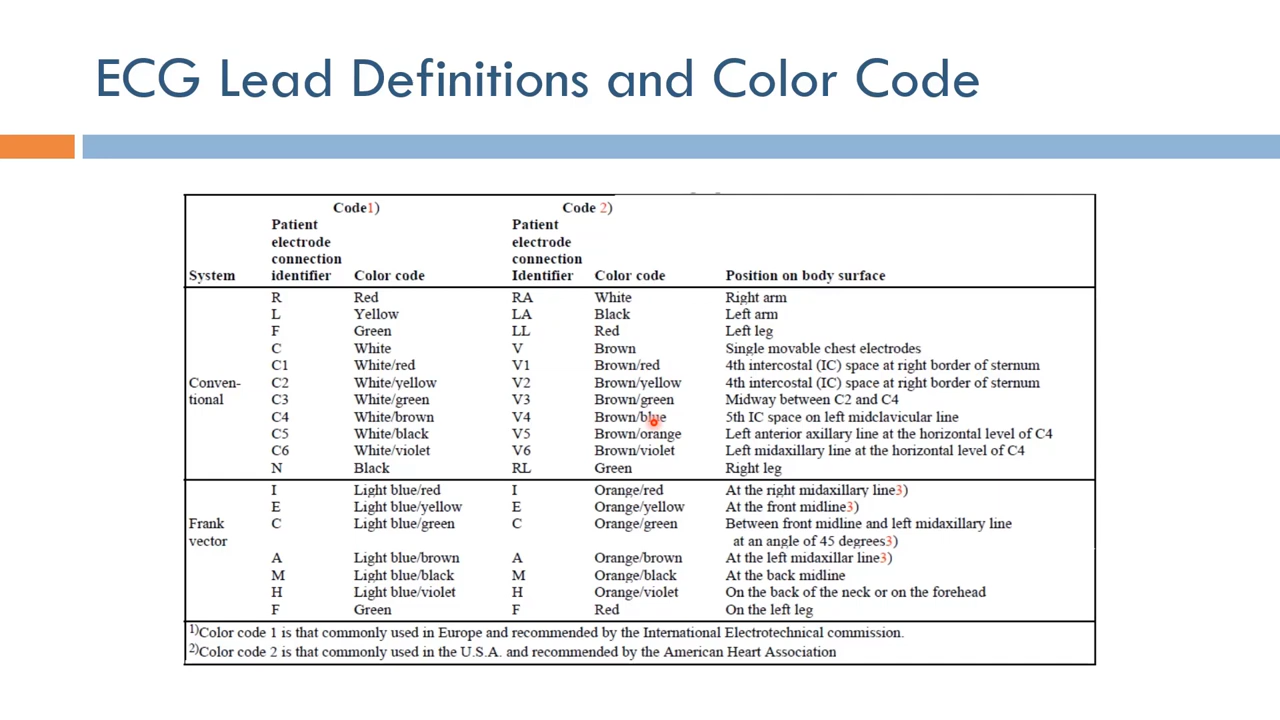 ECG Lead Definitions and Color Code
Code1) Code 2)
Patient Patient
electrode electrode
connection connection
System identifier Color code Identifier Color code Position on body surface
R Red RA White Right arm
L Yellow LA Black Left arm
F Green LL Red Left leg
C White V Brown Single movable chest electrodes
C1 White/red V1 Brown/red 4th intercostal (IC) space at right border of sternum
Conven- C2 White/yellow V2 Brown/yellow 4th intercostal (IC) space at right border of sternum
tional C3 White/green V3 Brown/green Midway between C2 and C4
C4 White/brown V4 Brown/blue 5th IC space on left midclavicular line
C5 White/black V5 Brown/orange Left anterior axillary line at the horizontal level of C4
C6 White/violet V6 Brown/violet Left midaxillary line at the horizontal level of C4
N Black RL Green Right leg
I Light blue/red I Orange/red At the right midaxillary line3)
E Light blue/yellow E Orange/yellow At the front midline3)
Frank C Light blue/green C Orange/green Between front midline and left midaxillary line
vector at an angle of 45 degrees3)
A Light blue/brown A Orange/brown At the left midaxillar line3)
M Light blue/black M Orange/black At the back midline
H Light blue/violet H Orange/violet On the back of the neck or on the forehead
F Green F Red On the left leg
1)Color code 1 is that commonly used in Europe and recommended by the International Electrotechnical commission.
2)Color code 2 is that commonly used in the U.S.A. and recommended by the American Heart Association